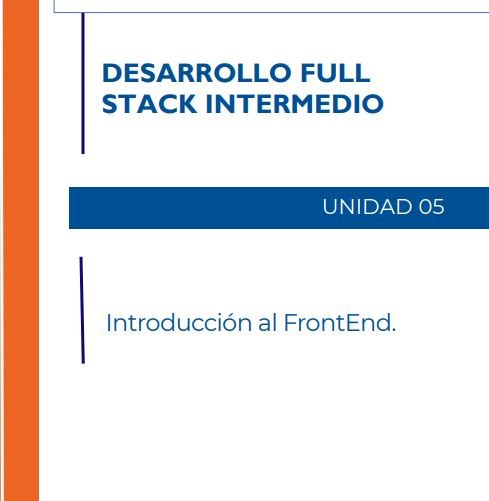 DESARROLLO FULL
STACK INTERMEDIO
UNIDAD 05
Introducción al FrontEnd.